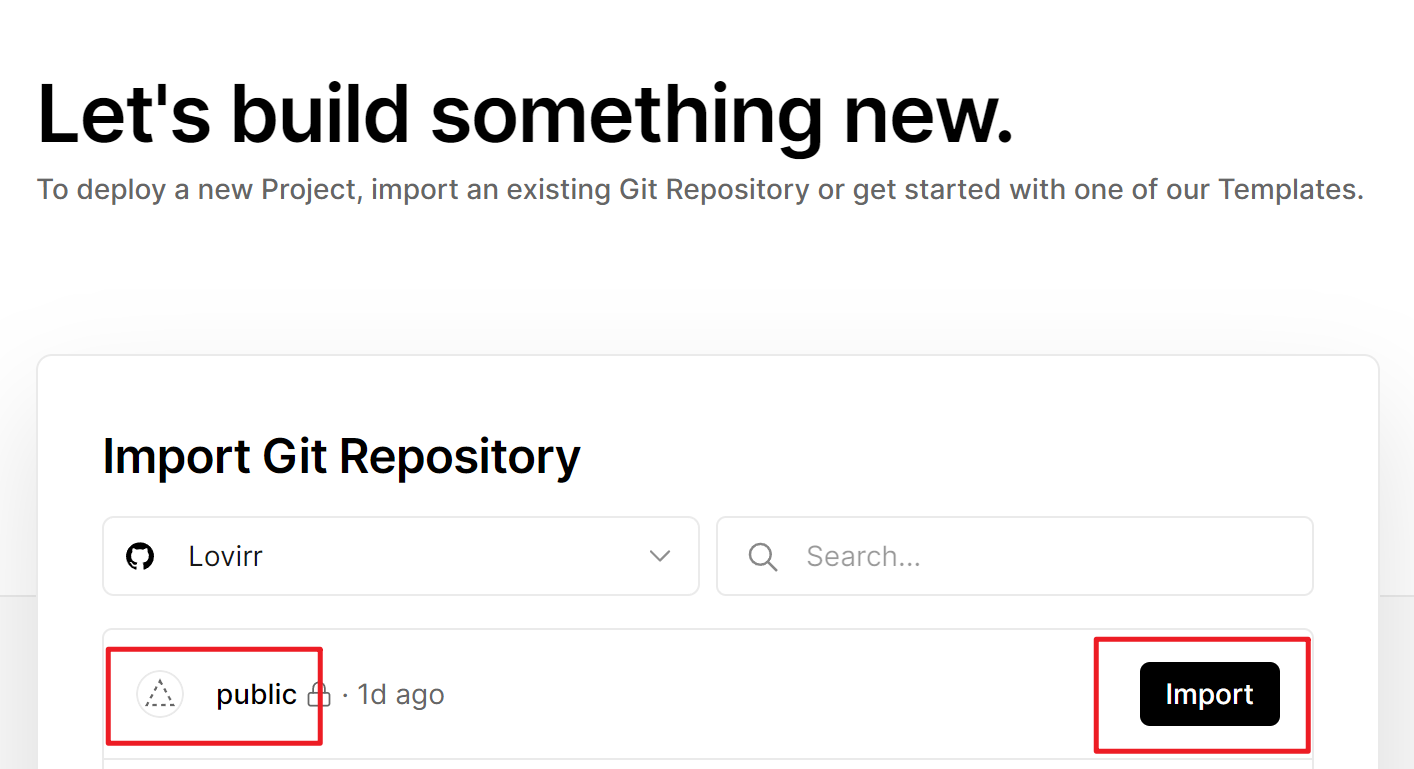 Let's build something new.
To deploy a new Project, import an existing Git Repository or get started with one of our Templates.
Import Git Repository
Lovirr
Search...
public · 1d ago
Import